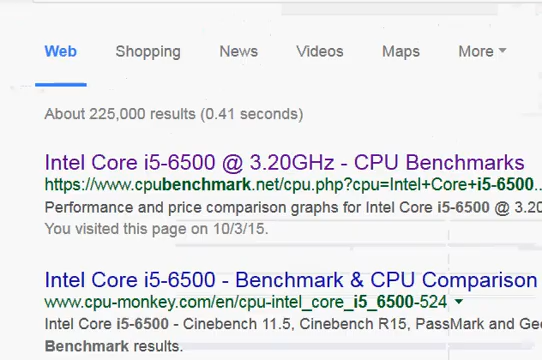 Web Shopping News Videos Maps More
About 225,000 results (0.41 seconds)
Intel Core i5-6500 @ 3.20GHz - CPU Benchmarks
https://www.cpubenchmark.net/cpu.php?cpu=Intel+Core+i5-6500...
Performance and price comparison graphs for Intel Core i5-6500 @ 3.20
You visited this page on 10/3/15.
Intel Core i5-6500 - Benchmark & CPU Comparison
www.cpu-monkey.com/en/cpu-intel_core_i5_6500-524
Intel Core i5-6500 - Cinebench 11.5, Cinebench R15, PassMark and Gee
Benchmark results.